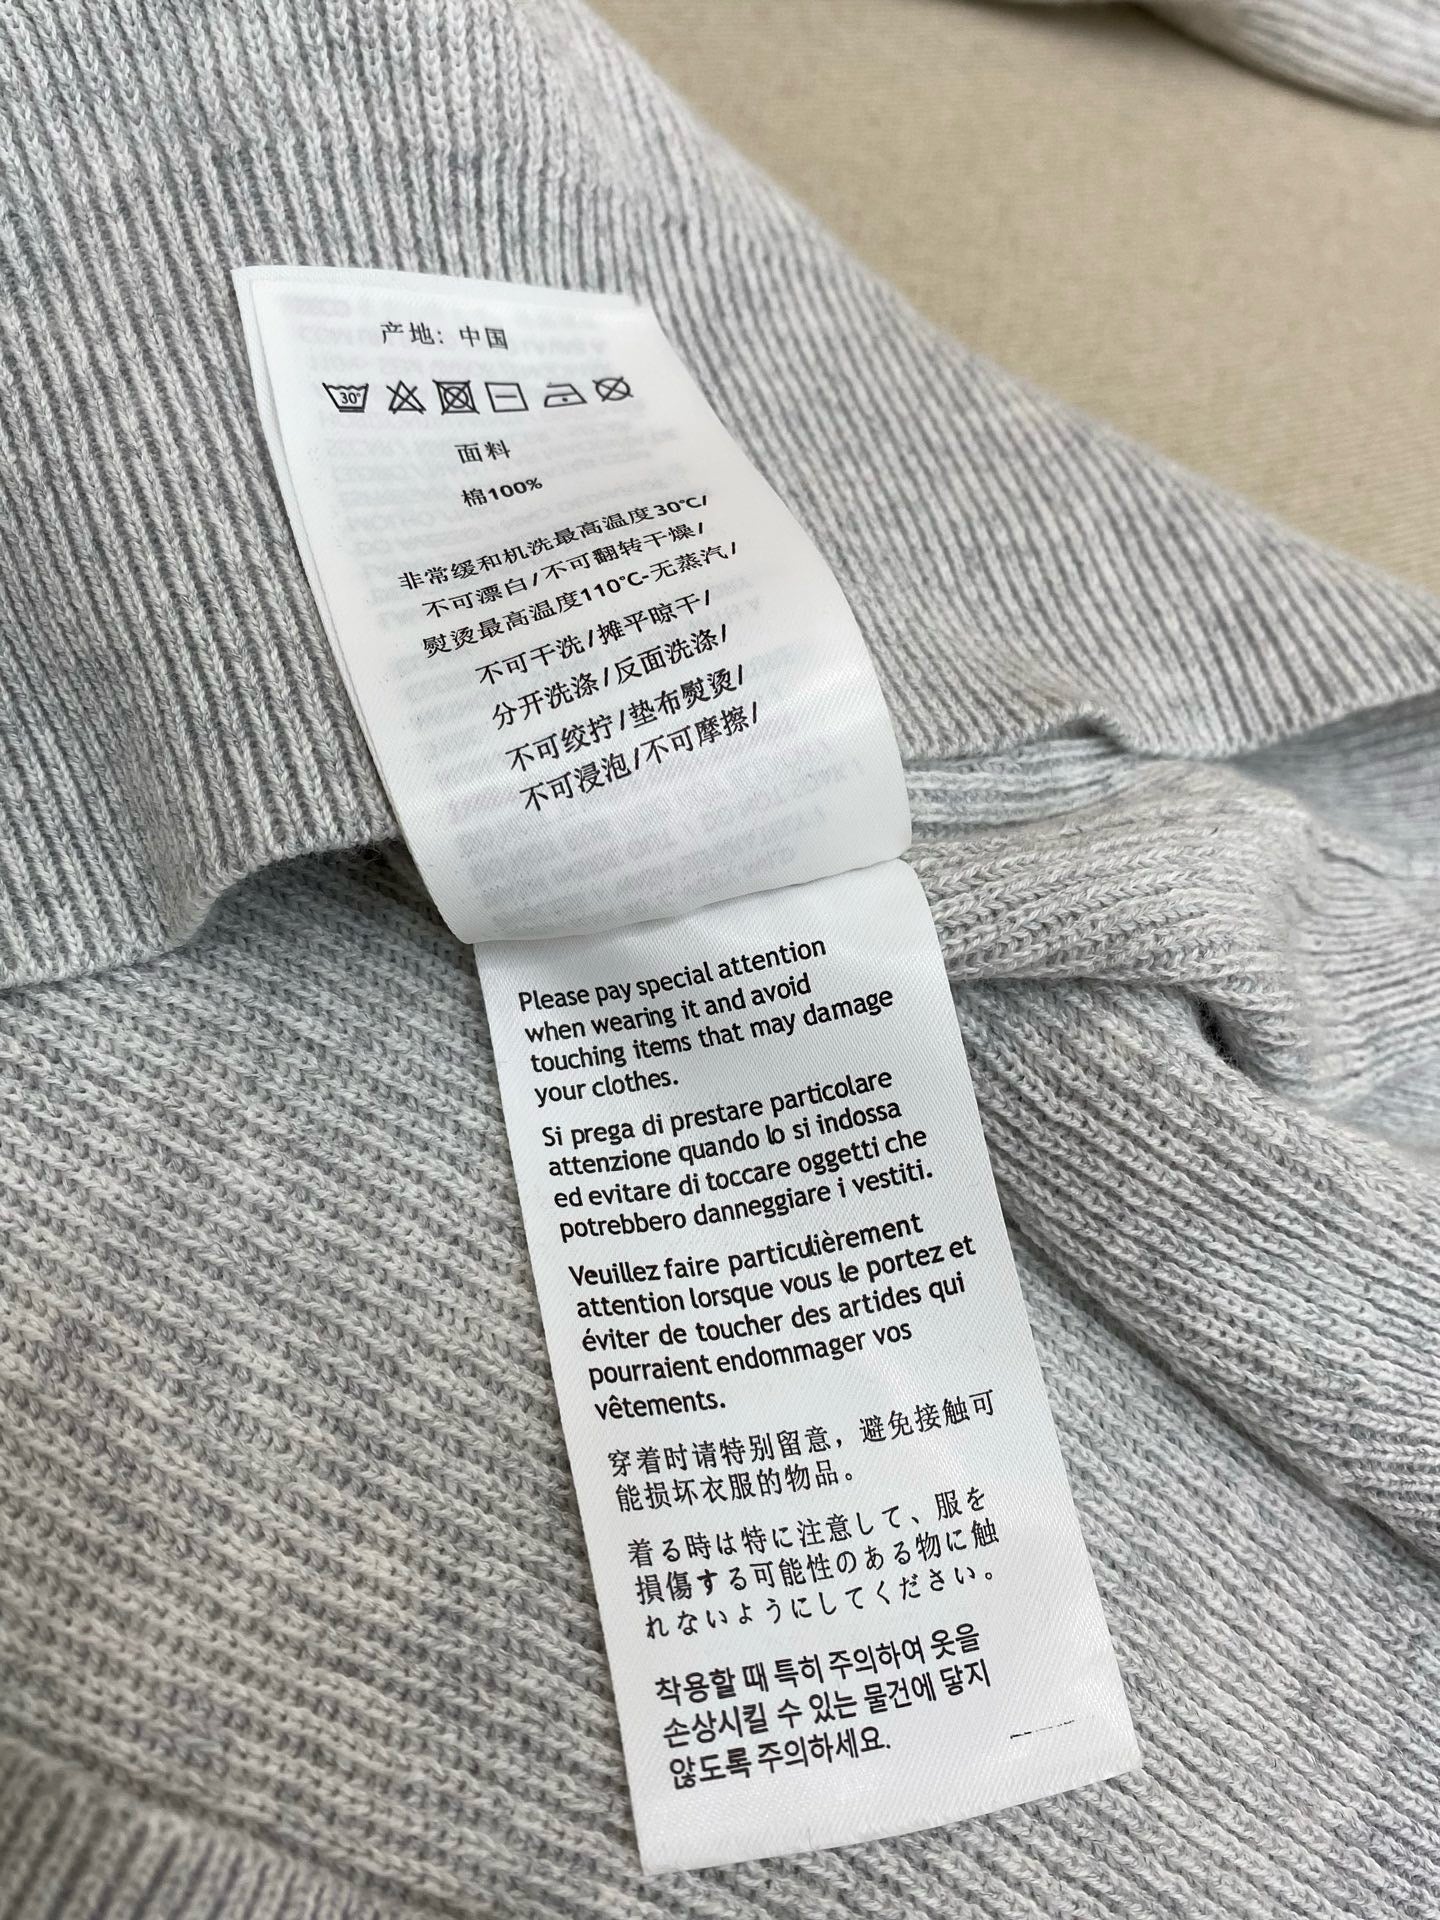 产地：中国
30°
面料
棉100%
非常缓和机洗最高温度30℃/
不可漂白/不可翻转干燥/
熨烫最高温度110℃-无蒸汽/
不可干洗/摊平晾干/
分开洗涤/反面洗涤/
不可绞拧/垫布熨烫/
不可浸泡/不可摩擦/
Please pay special attention
when wearing it and avoid
touching items that may damage
your clothes.
Si prega di prestare particolare
attenzione quando lo si indossa
ed evitare di toccare oggetti che
potrebbero danneggiare i vestiti.
Veuillez faire particulièrement
attention lorsque vous le portez et
éviter de toucher des artides qui
pourraient endommager vos
vêtements.
穿着时请特别留意，避免接触可
能损坏衣服的物品。
着る時は特に注意して、服を
損傷する可能性のある物に触
れないようにしてください。
착용할 때 특히 주의하여 옷을
손상시킬 수 있는 물건에 닿지
않도록 주의하세요.